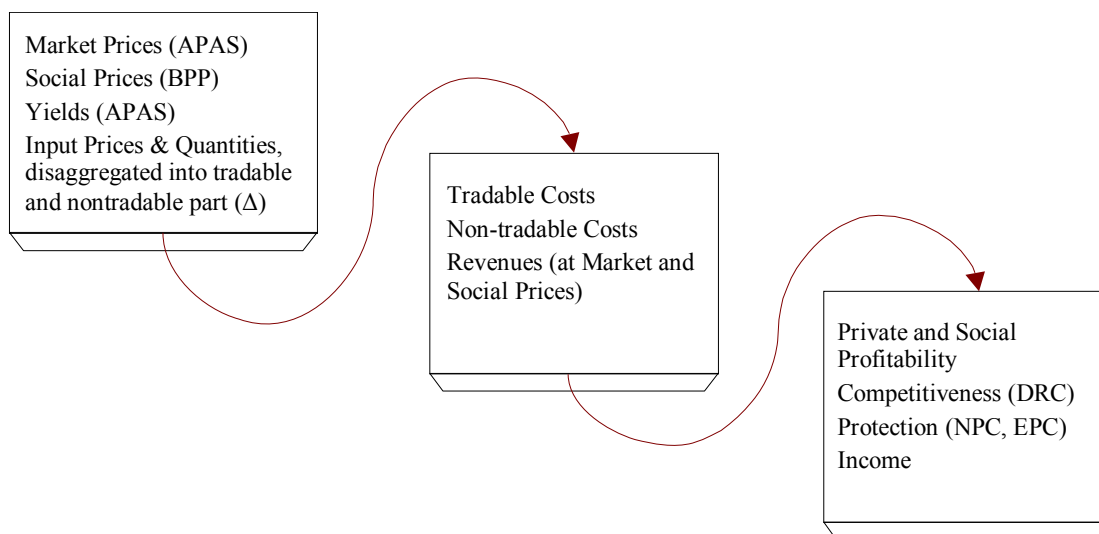 Market Prices (APAS)
Social Prices (BPP)
Yields (APAS)
Input Prices & Quantities,
disaggregated into tradable
and nontradable part (Δ)
Tradable Costs
Non-tradable Costs
Revenues (at Market and
Social Prices)
Private and Social
Profitability
Competitiveness (DRC)
Protection (NPC, EPC)
Income